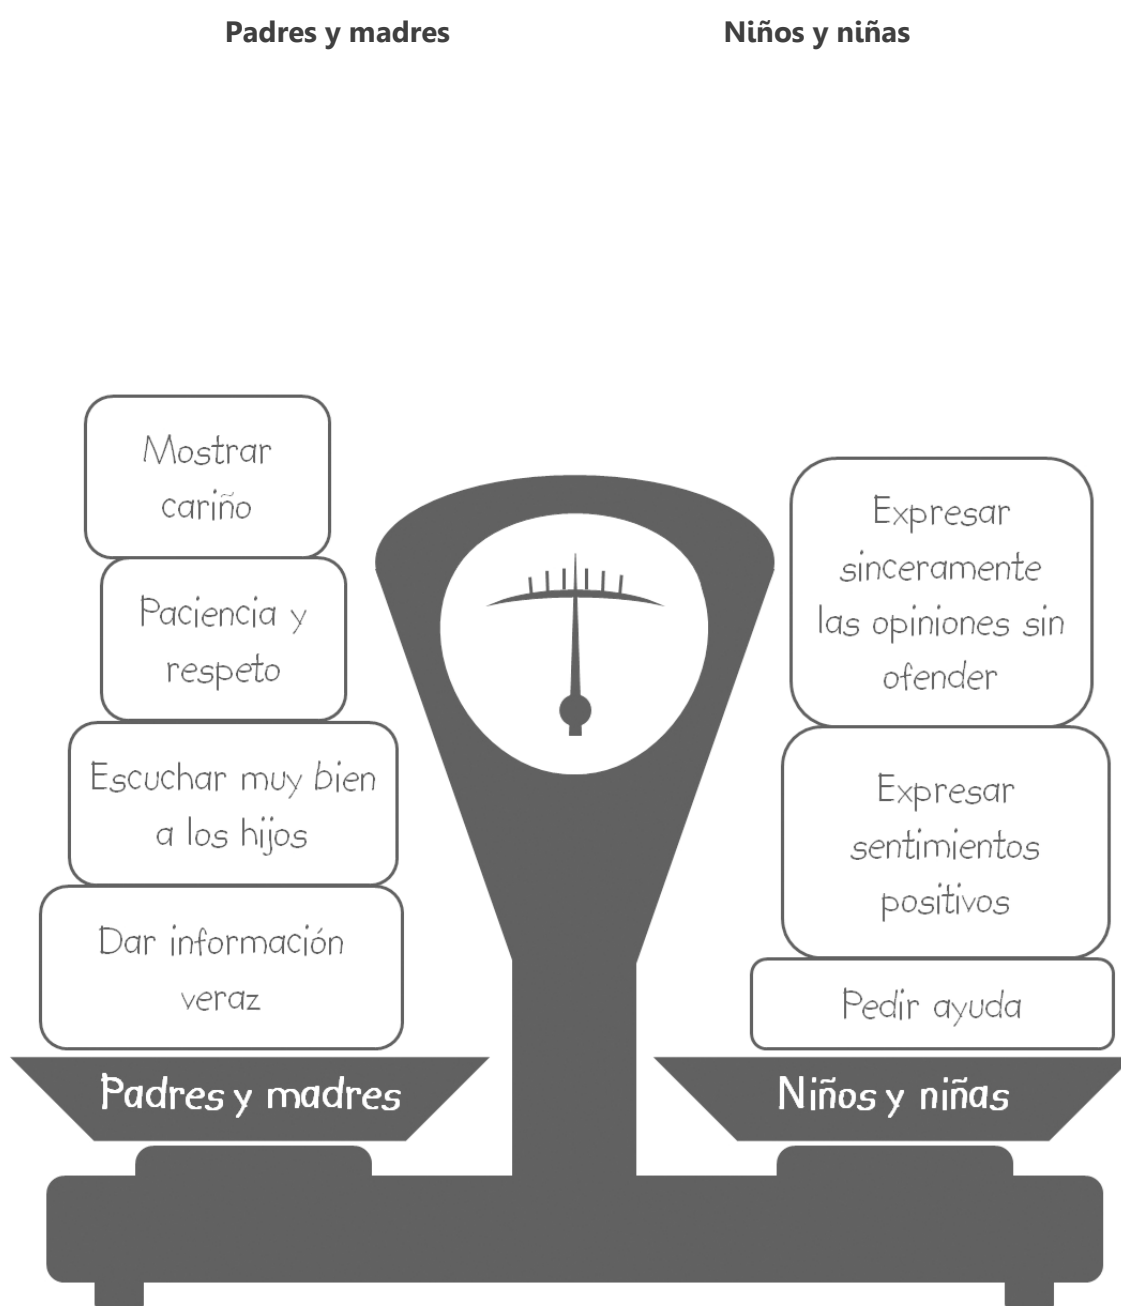 Padres y madres
Niños y niñas
Mostrar
cariño
Paciencia y
respeto
Escuchar muy bien
a los hijos
Dar información
veraz
Padres y madres
Expresar
sinceramente
las opiniones sin
ofender
Expresar
sentimientos
positivos
Pedir ayuda
Niños y niñas